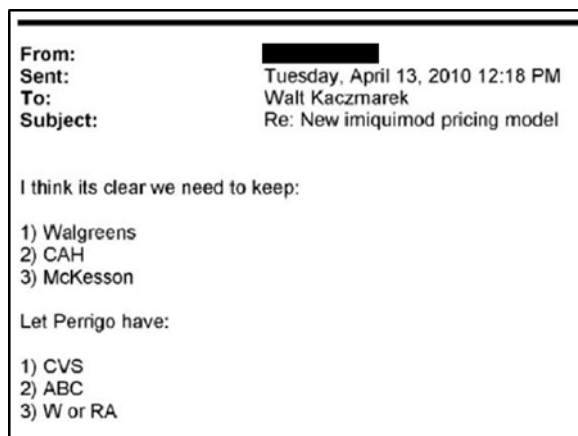 From:
Sent: Tuesday, April 13, 2010 12:18 PM
To: Walt Kaczmarek
Subject: Re: New imiquimod pricing model
I think its clear we need to keep:
1) Walgreens
2) CAH
3) McKesson
Let Perrigo have:
1) CVS
2) ABC
3) W or RA